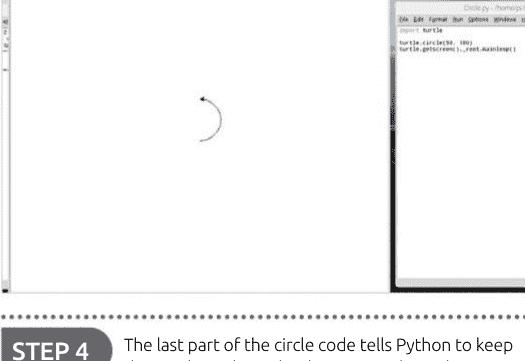 Circle.py - /home/pi/
File Edit Format Run Options Windows
import turtle
turtle.circle(50, 180)
turtle.getscreen()._root.mainloop()
STEP 4
The last part of the circle code tells Python to keep